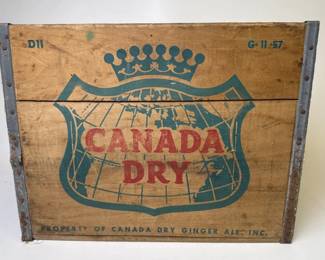 D11
G-11-57
CANADA
DRY
PROPERTY OF CANADA DRY GINGER ALE, INC.